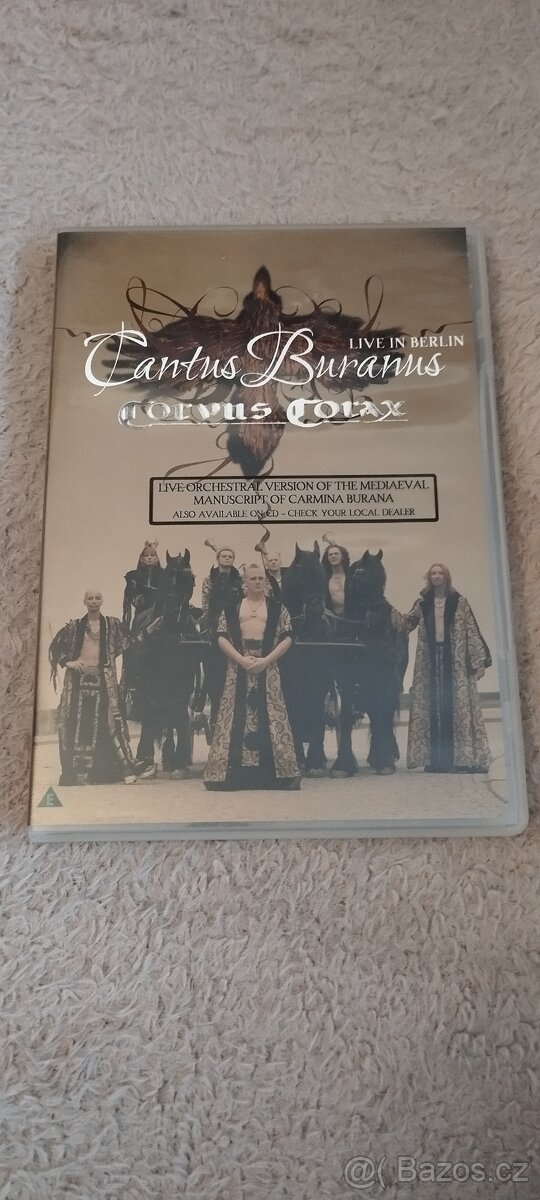 LIVE IN BERLIN
Cantus Buranus
Corvus Corax
LIVE ORCHESTRAL VERSION OF THE MEDIAEVAL
MANUSCRIPT OF CARMINA BURANA
ALSO AVAILABLE ON CD - CHECK YOUR LOCAL DEALER
E
@( Bazos.cz